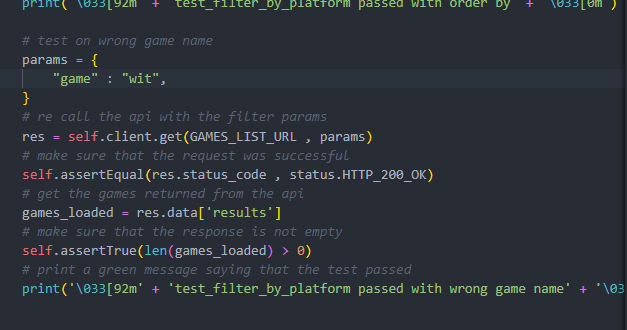 print('\033[92m' + 'test_filter_by_platform passed with order by' + '\033[0m')
# test on wrong game name
params = {
"game" : "wit",
}
# re call the api with the filter params
res = self.client.get(GAMES_LIST_URL , params)
# make sure that the request was successful
self.assertEqual(res.status_code , status.HTTP_200_OK)
# get the games returned from the api
games_loaded = res.data['results']
# make sure that the response is not empty
self.assertTrue(len(games_loaded) > 0)
# print a green message saying that the test passed
print('\033[92m' + 'test_filter_by_platform passed with wrong game name' + '\03